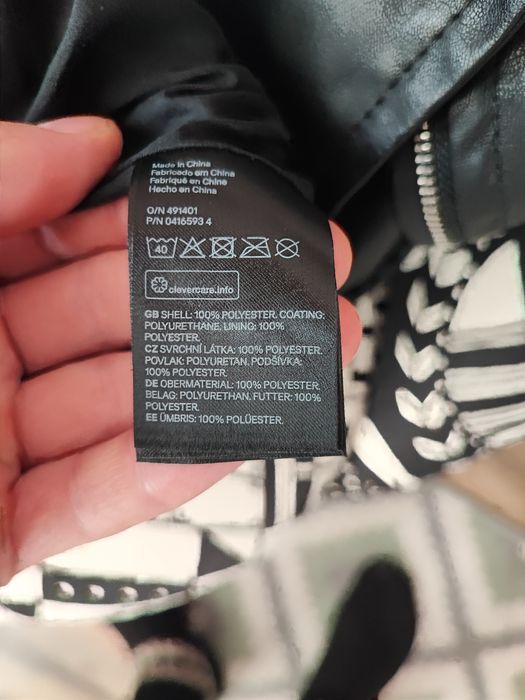 Made in China
Fabricado em China
Fabriqué en China
Hecho en China
O/N 491401
P/N 0416593 4
40
clevercare.info
GB SHELL: 100% POLYESTER. COATING:
POLYURETHANE. LINING: 100%
POLYESTER.
CZ SVRCHNÍ LÁTKA: 100% POLYESTER.
POVLAK: POLYURETAN. PODŠÍVKA:
100% POLYESTER.
DE OBERMATERIAL: 100% POLYESTER.
BELAG: POLYURETHAN. FUTTER: 100%
POLYESTER.
EE ÜMBRIS: 100% POLÜESTER.